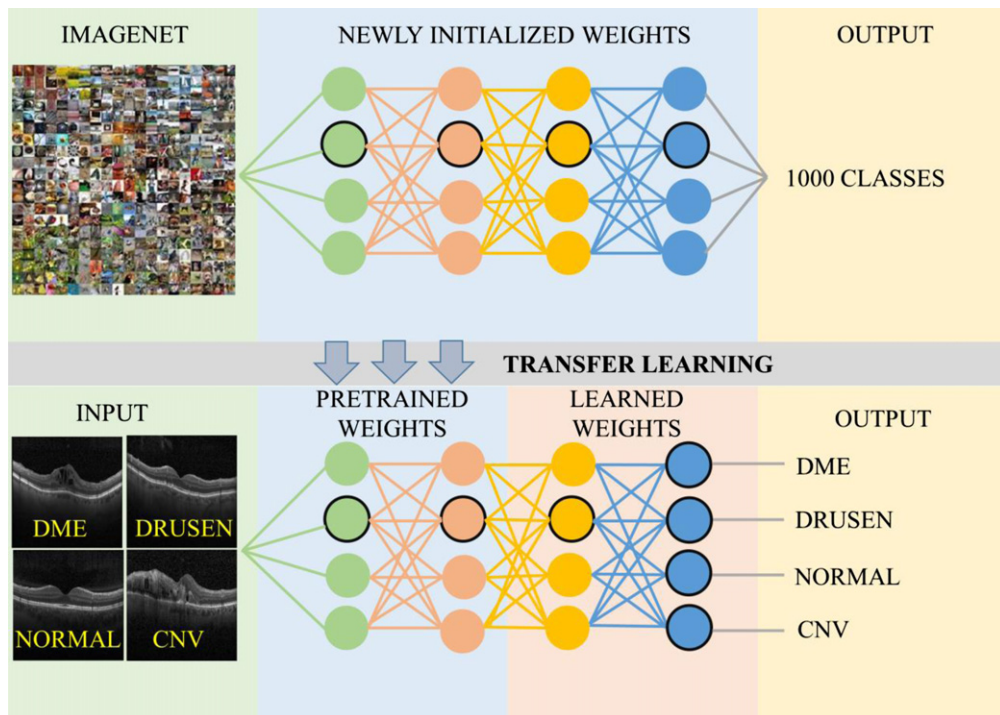 IMAGENET
NEWLY INITIALIZED WEIGHTS
OUTPUT
1000 CLASSES
TRANSFER LEARNING
INPUT
PRETRAINED
WEIGHTS
LEARNED
WEIGHTS
OUTPUT
DME
DRUSEN
NORMAL
CNV
DME
DRUSEN
NORMAL
CNV